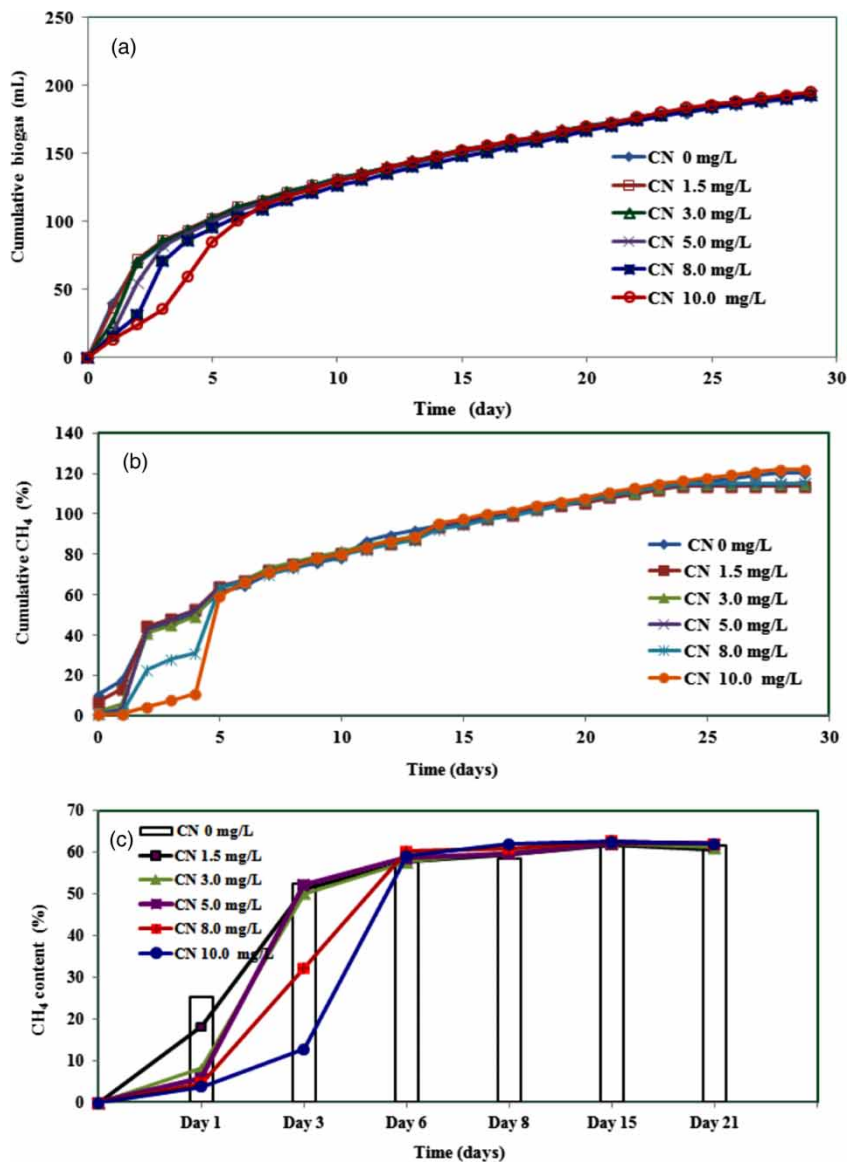 (a)
Cumulative biogas (mL)
250
200
150
100
50
0
0 5 10 15 20 25 30
Time (day)
CN 0 mg/L
CN 1.5 mg/L
CN 3.0 mg/L
CN 5.0 mg/L
CN 8.0 mg/L
CN 10.0 mg/L
(b)
Cumulative CH4 (%)
140
120
100
80
60
40
20
0
0 5 10 15 20 25 30
Time (days)
CN 0 mg/L
CN 1.5 mg/L
CN 3.0 mg/L
CN 5.0 mg/L
CN 8.0 mg/L
CN 10.0 mg/L
(c)
CH4 content (%)
70
60
50
40
30
20
10
0
CN 0 mg/L
CN 1.5 mg/L
CN 3.0 mg/L
CN 5.0 mg/L
CN 8.0 mg/L
CN 10.0 mg/L
Day 1 Day 3 Day 6 Day 8 Day 15 Day 21
Time (days)